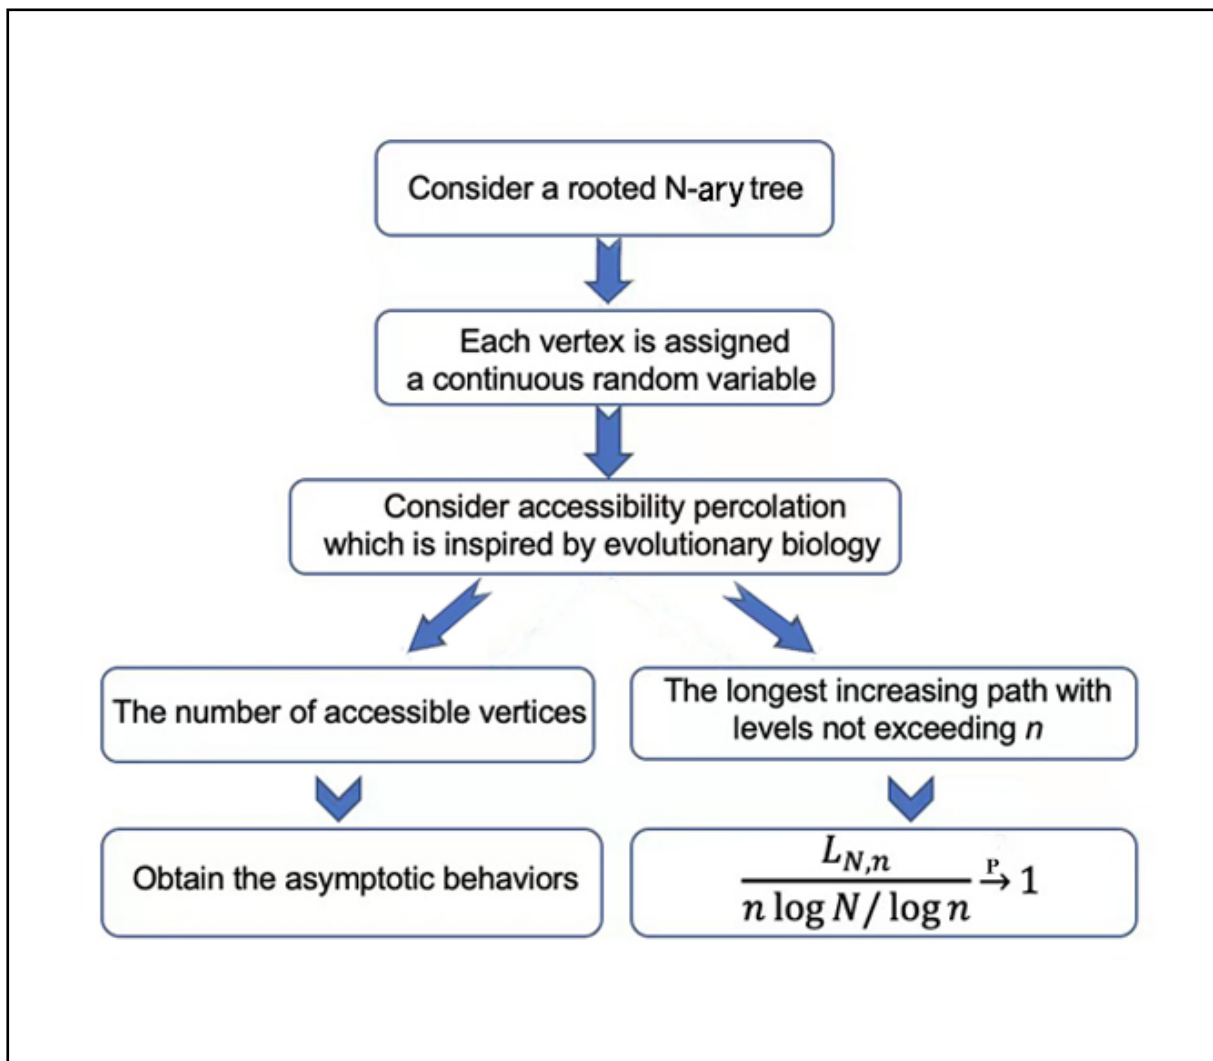 Consider a rooted N-ary tree
Each vertex is assigned
a continuous random variable
Consider accessibility percolation
which is inspired by evolutionary biology
The number of accessible vertices
The longest increasing path with
levels not exceeding n
Obtain the asymptotic behaviors
L_{N,n}
n log N / log n
P
→ 1